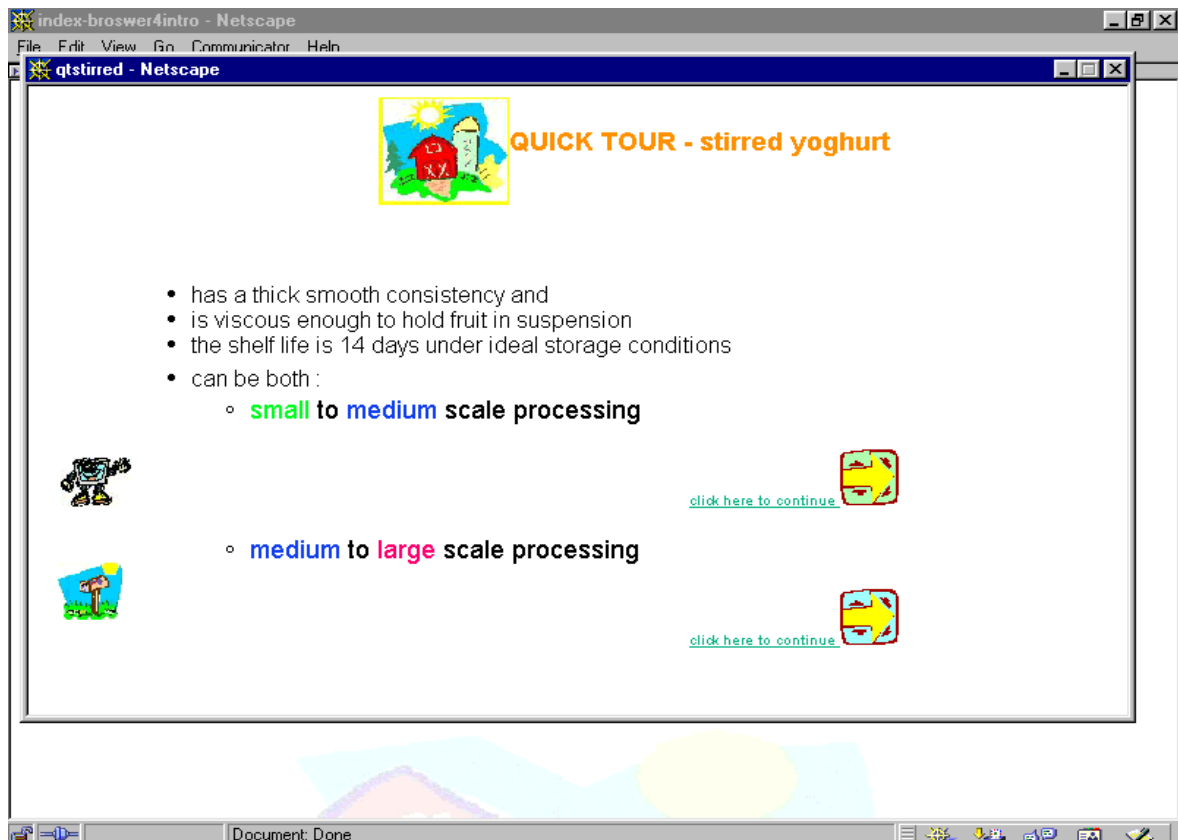 index-broswer4intro - Netscape
File Edit View Go Communicator Help
qtstirred - Netscape
QUICK TOUR - stirred yoghurt
• has a thick smooth consistency and
• is viscous enough to hold fruit in suspension
• the shelf life is 14 days under ideal storage conditions
• can be both :
○ small to medium scale processing
click here to continue
○ medium to large scale processing
click here to continue
Document: Done